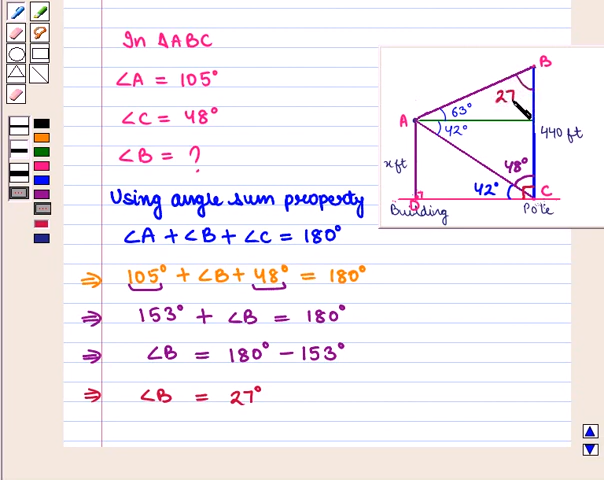 In ΔABC
∠A = 105°
∠C = 48°
∠B = ?
Using angle sum property
∠A + ∠B + ∠C = 180°
⇒ 105° + ∠B + 48° = 180°
⇒ 153° + ∠B = 180°
⇒ ∠B = 180° - 153°
⇒ ∠B = 27°
B
27
63°
A
42°
440 ft
x ft
48°
42°
C
Building
Pole